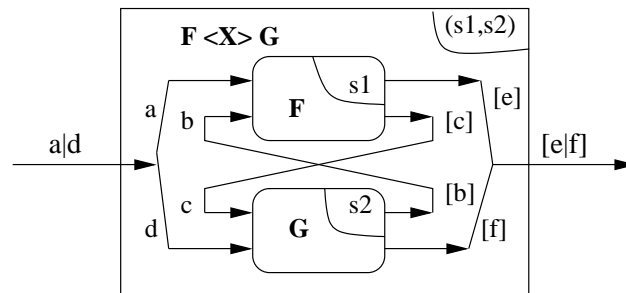 F <X> G (s1,s2)
s1 [e]
a
b F [c]
a|d [e|f]
c s2 [b]
d G [f]